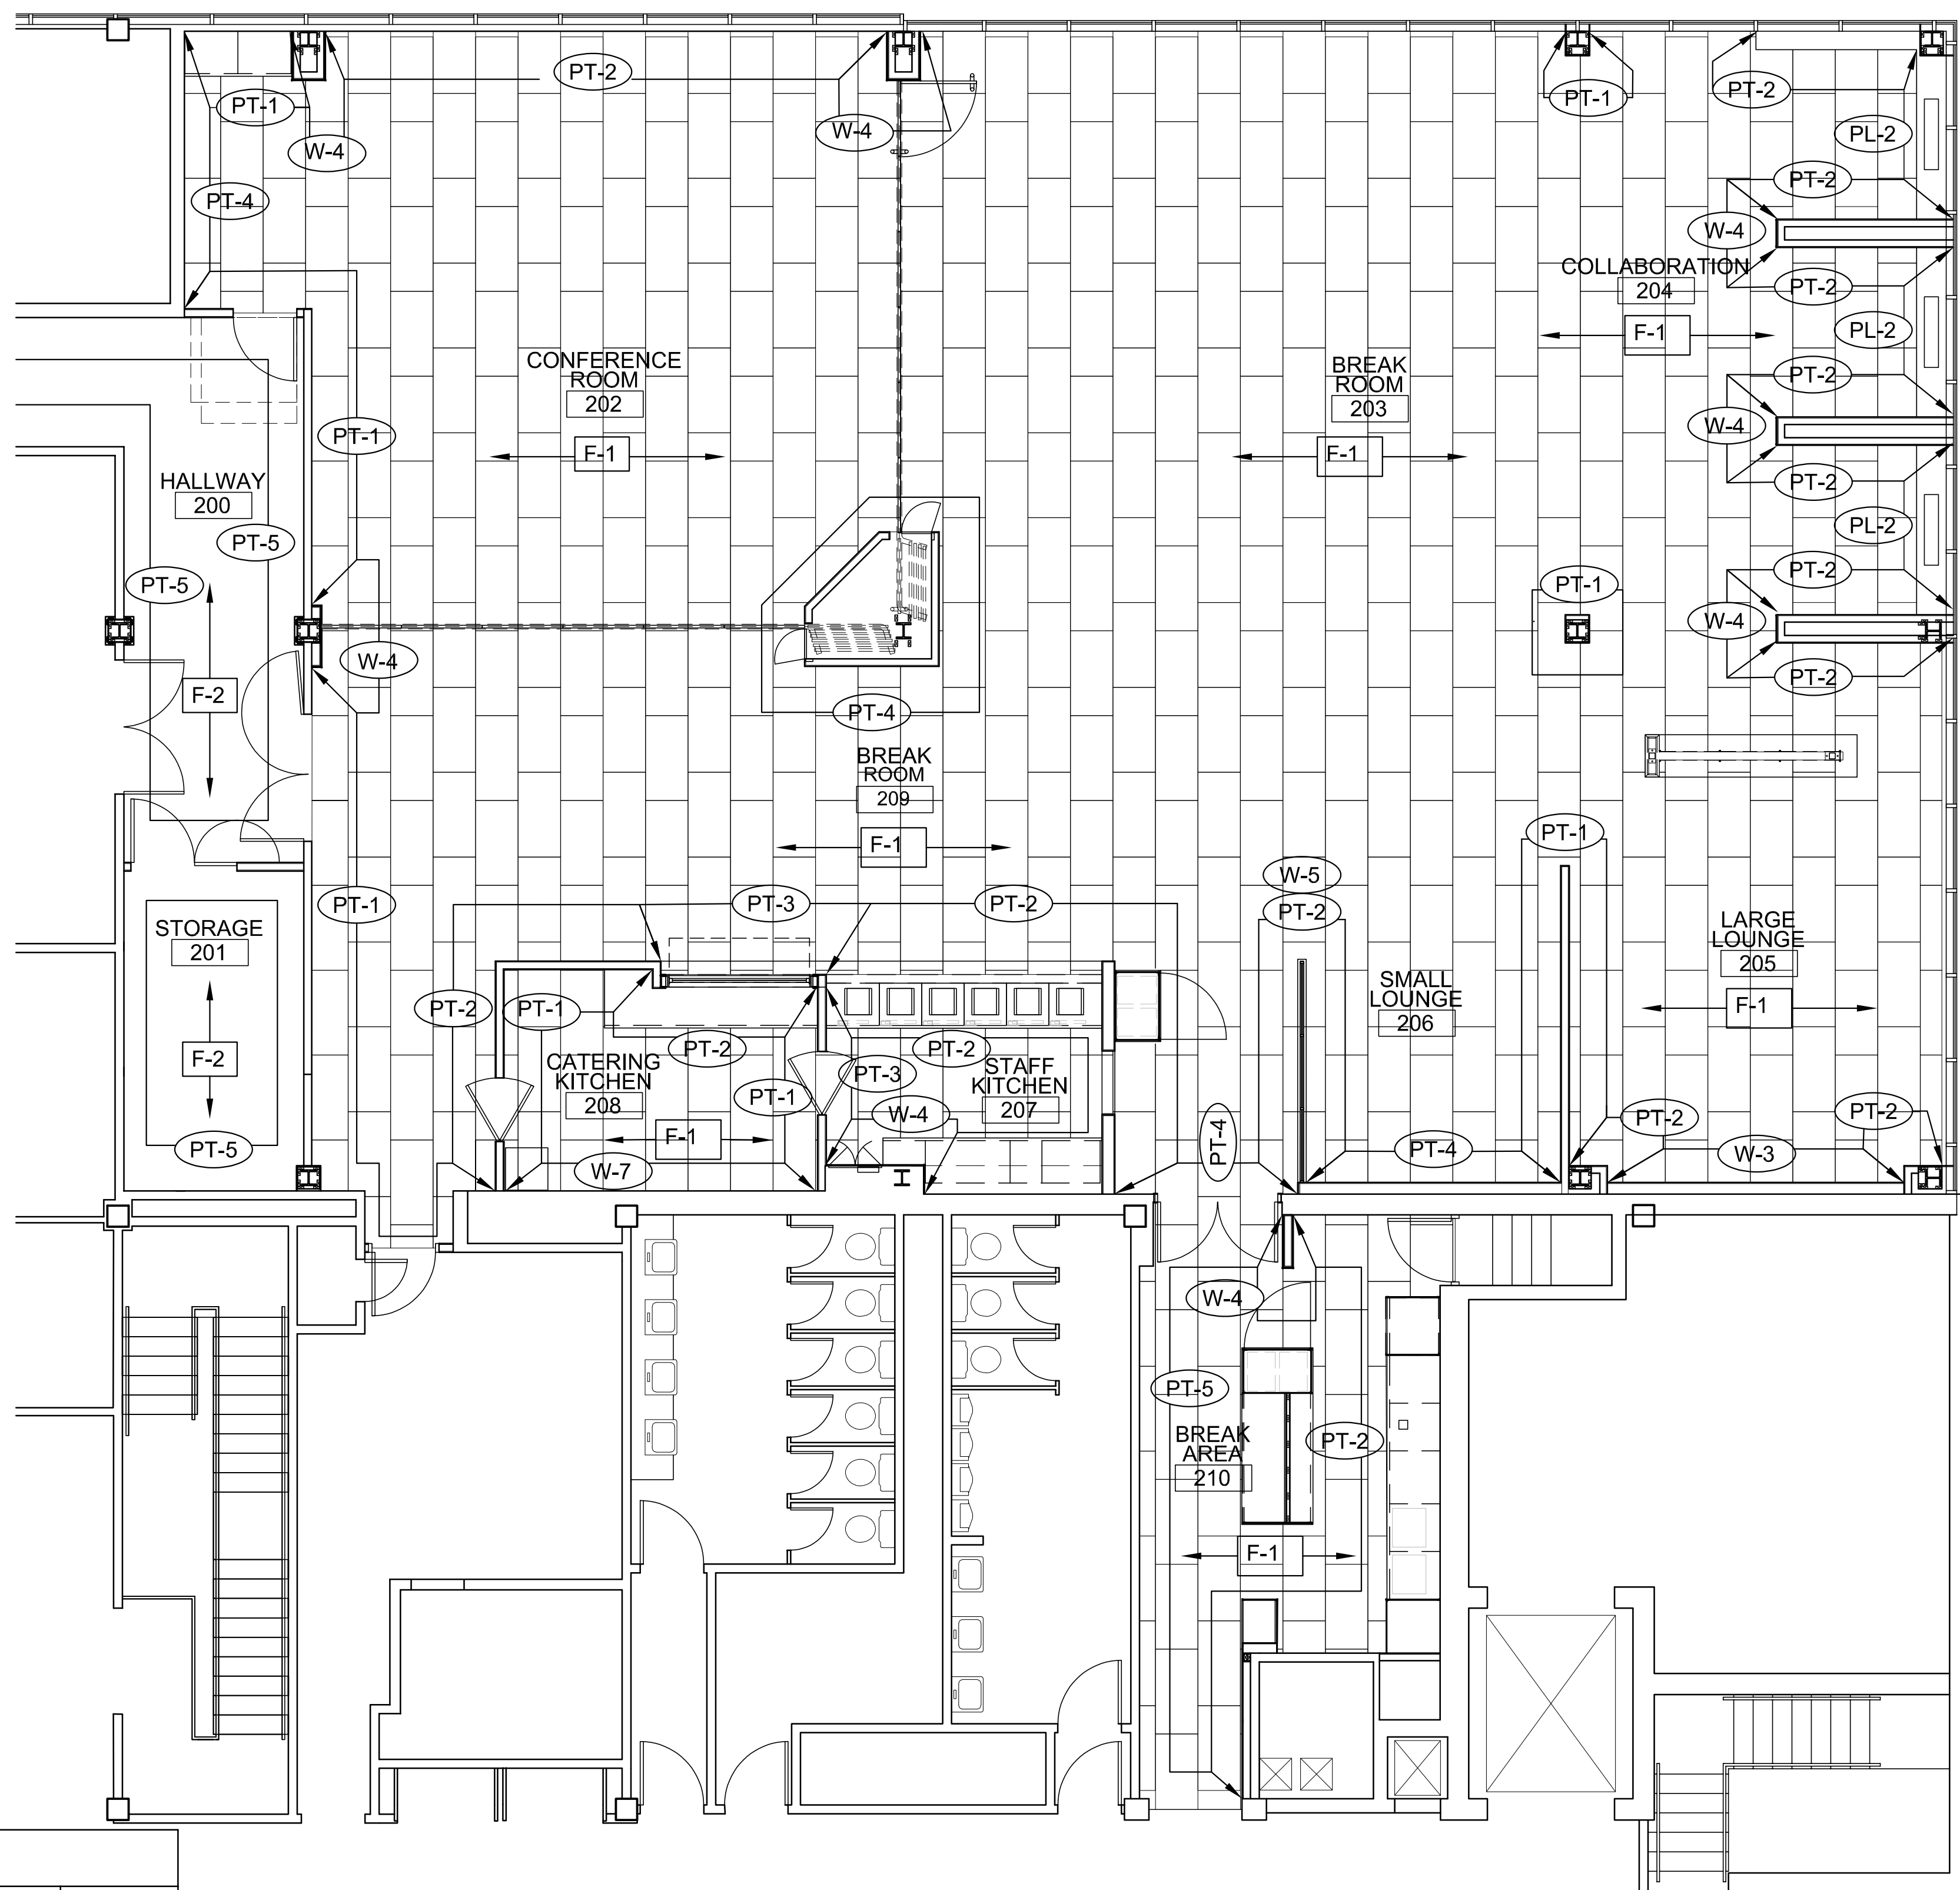 PT-2
PT-1
PT-1
PT-2
W-4
W-4
PL-2
PT-4
PT-2
W-4
COLLABORATION
204
PT-2
F-1
PL-2
CONFERENCE
ROOM
202
BREAK
ROOM
203
PT-2
PT-1
W-4
F-1
F-1
HALLWAY
200
PT-2
PT-5
PL-2
PT-5
PT-1
PT-2
W-4
W-4
PT-2
F-2
PT-4
BREAK
ROOM
209
F-1
PT-1
W-5
PT-1
PT-3
PT-2
PT-2
STORAGE
201
LARGE
LOUNGE
205
PT-2
PT-1
SMALL
LOUNGE
206
F-1
F-2
PT-2
PT-2
CATERING
KITCHEN
208
PT-3
STAFF
KITCHEN
207
PT-1
W-4
PT-2
PT-2
F-1
PT-4
PT-5
W-7
PT-4
W-3
W-4
PT-5
BREAK
AREA
210
PT-2
F-1